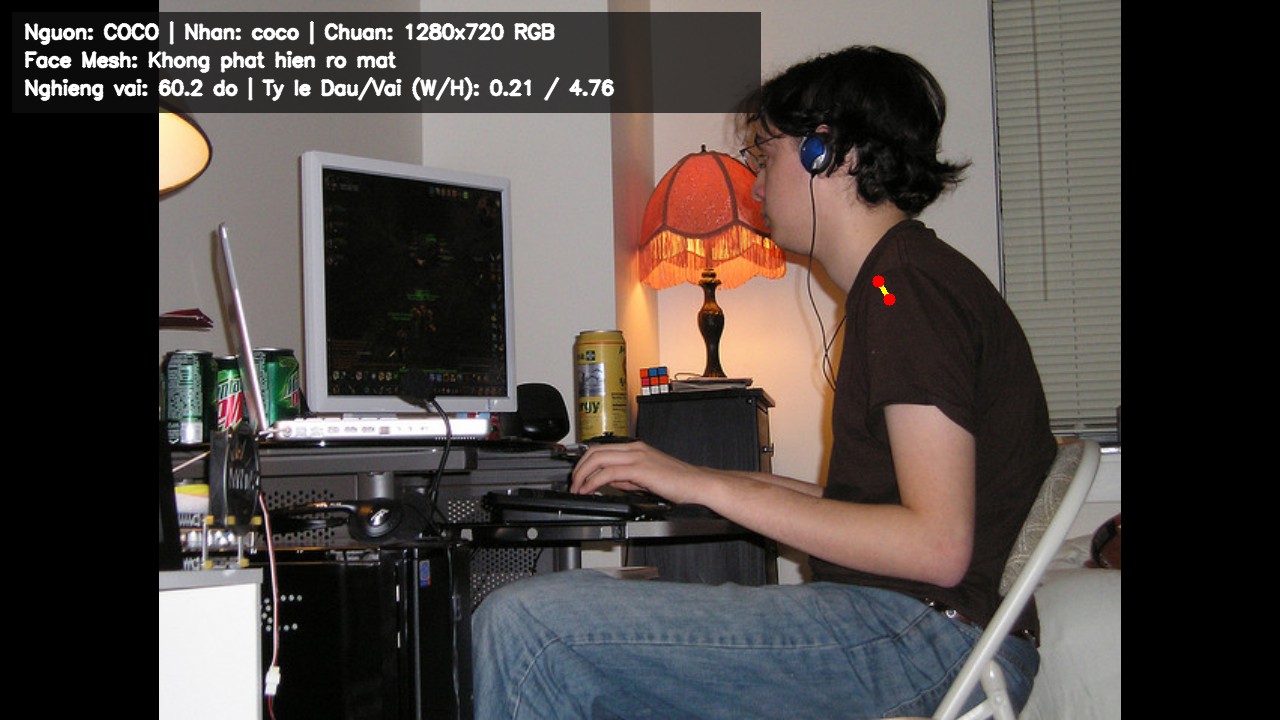 Nguon: COCO | Nhan: coco | Chuan: 1280x720 RGB
Face Mesh: Khong phat hien ro mat
Nghieng vai: 60.2 do | Ty le Dau/Vai (W/H): 0.21 / 4.76
ergy